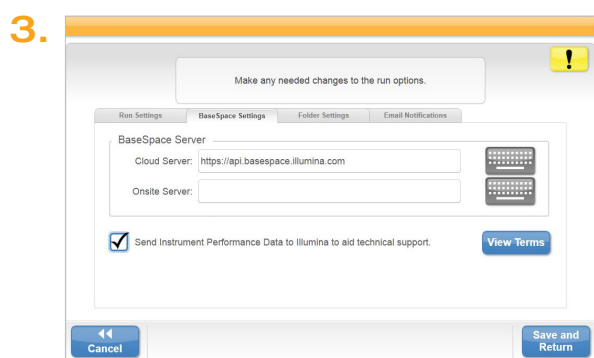 3.
!
Make any needed changes to the run options.
Run Settings BaseSpace Settings Folder Settings Email Notifications
BaseSpace Server
Cloud Server: https://api.basespace.illumina.com
Onsite Server:
Send Instrument Performance Data to Illumina to aid technical support.
View Terms
Cancel
Save and
Return